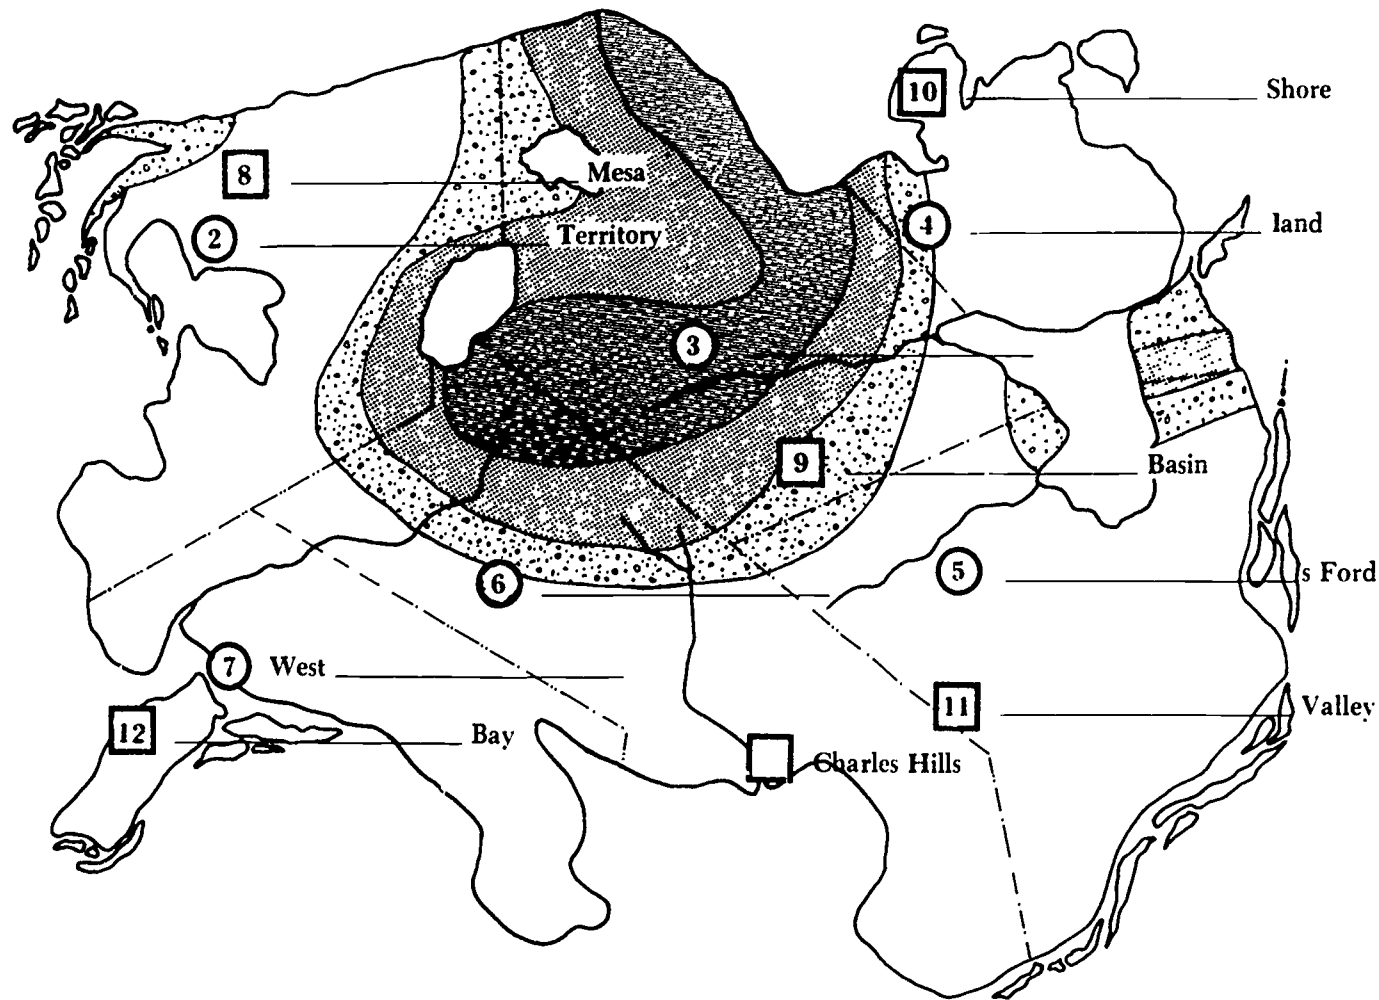 10 Shore
8 Mesa
2 Territory
4 land
3
9 Basin
6
5 s Ford
7 West
11 Valley
12 Bay
Charles Hills